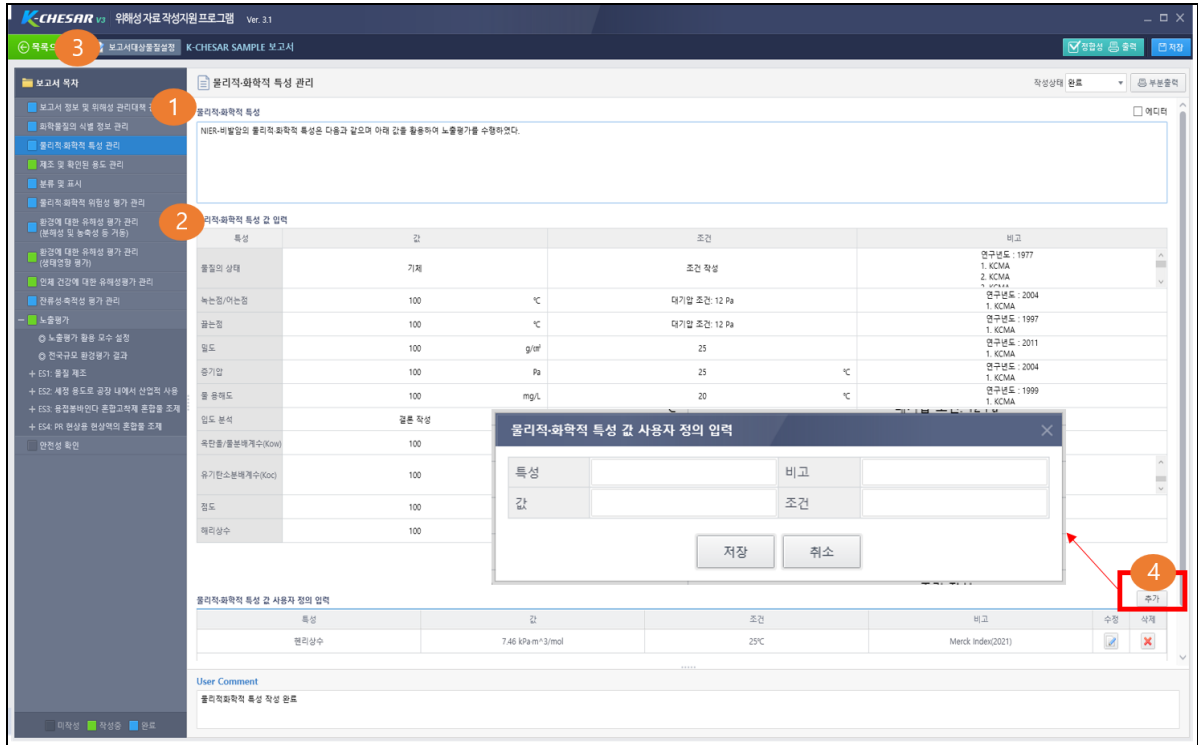 K-CHESAR V3 위해성 자료 작성지원 프로그램 Ver. 3.1
목록으 3 보고서대상물질설정 K-CHESAR SAMPLE 보고서 정합성 출력 저장
보고서 목차
보고서 정보 및 위해성 관리대책
화학물질의 식별 정보 관리
물리적·화학적 특성 관리
제조 및 확인된 용도 관리
분류 및 표시
물리적·화학적 위험성 평가 관리
환경에 대한 유해성 평가 관리
(분해성 및 농축성 등 거동)
환경에 대한 유해성 평가 관리
(생태영향 평가)
인체 건강에 대한 유해성평가 관리
잔류성·축적성 평가 관리
노출평가
노출평가 활용 모수 설정
전국규모 환경평가 결과
+ ES1: 물질 제조
+ ES2: 세정 용도로 공장 내에서 산업적 사용
+ ES3: 용접봉바인다 혼합고착제 혼합물 조제
+ ES4: PR 현상용 현상액의 혼합물 조제
안전성 확인
미작성 작성중 완료
물리적·화학적 특성 관리 작성상태 완료 부분출력
1
물리적·화학적 특성 에디터
NIER-비발암의 물리적·화학적 특성은 다음과 같으며 아래 값을 활용하여 노출평가를 수행하였다.
2
리적·화학적 특성 값 입력
특성 값 조건 비고
물질의 상태 기체 조건 작성 연구년도 : 1977
1. KCMA
2. KCMA
녹는점/어는점 100 ℃ 대기압 조건: 12 Pa 연구년도 : 2004
1. KCMA
끓는점 100 ℃ 대기압 조건: 12 Pa 연구년도 : 1997
1. KCMA
밀도 100 g/㎤ 25 연구년도 : 2011
1. KCMA
증기압 100 Pa 25 ℃ 연구년도 : 2004
1. KCMA
물 용해도 100 mg/L 20 ℃ 연구년도 : 1999
1. KCMA
입도 분석 결론 작성
옥탄올/물분배계수(Kow) 100
유기탄소분배계수(Koc) 100
점도 100
해리상수 100
물리적·화학적 특성 값 사용자 정의 입력
특성 비고
값 조건
저장 취소
4
물리적·화학적 특성 값 사용자 정의 입력 추가
특성 값 조건 비고 수정 삭제
헨리상수 7.46 kPa·m^3/mol 25℃ Merck Index(2021)
User Comment
물리적화학적 특성 작성 완료